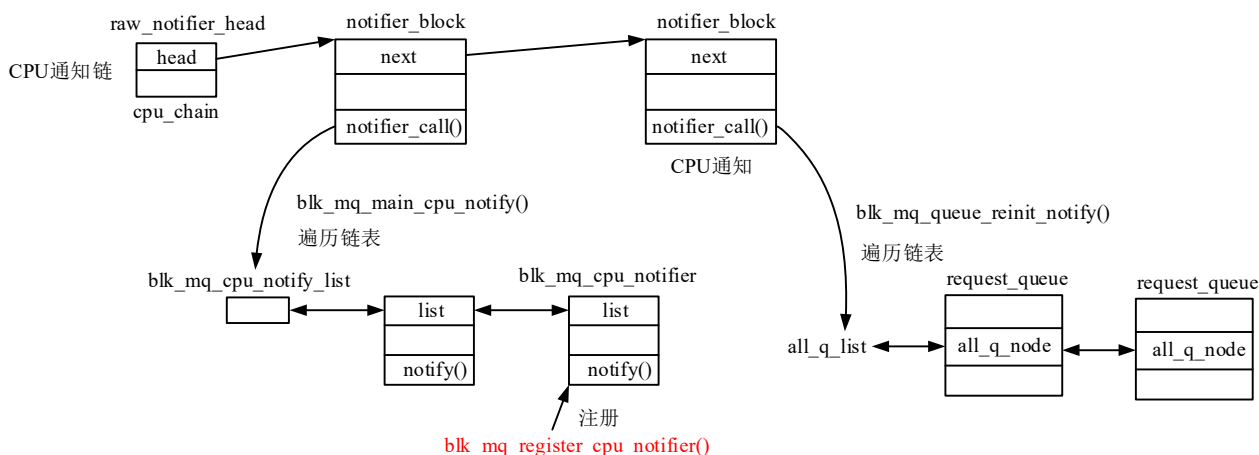 raw_notifier_head
notifier_block
notifier_block
head
next
next
CPU通知链
cpu_chain
notifier_call()
notifier_call()
CPU通知
blk_mq_main_cpu_notify()
遍历链表
blk_mq_queue_reinit_notify()
遍历链表
blk_mq_cpu_notify_list
blk_mq_cpu_notifier
request_queue
request_queue
list
list
all_q_list
all_q_node
all_q_node
notify()
notify()
注册
blk_mq_register_cpu_notifier()